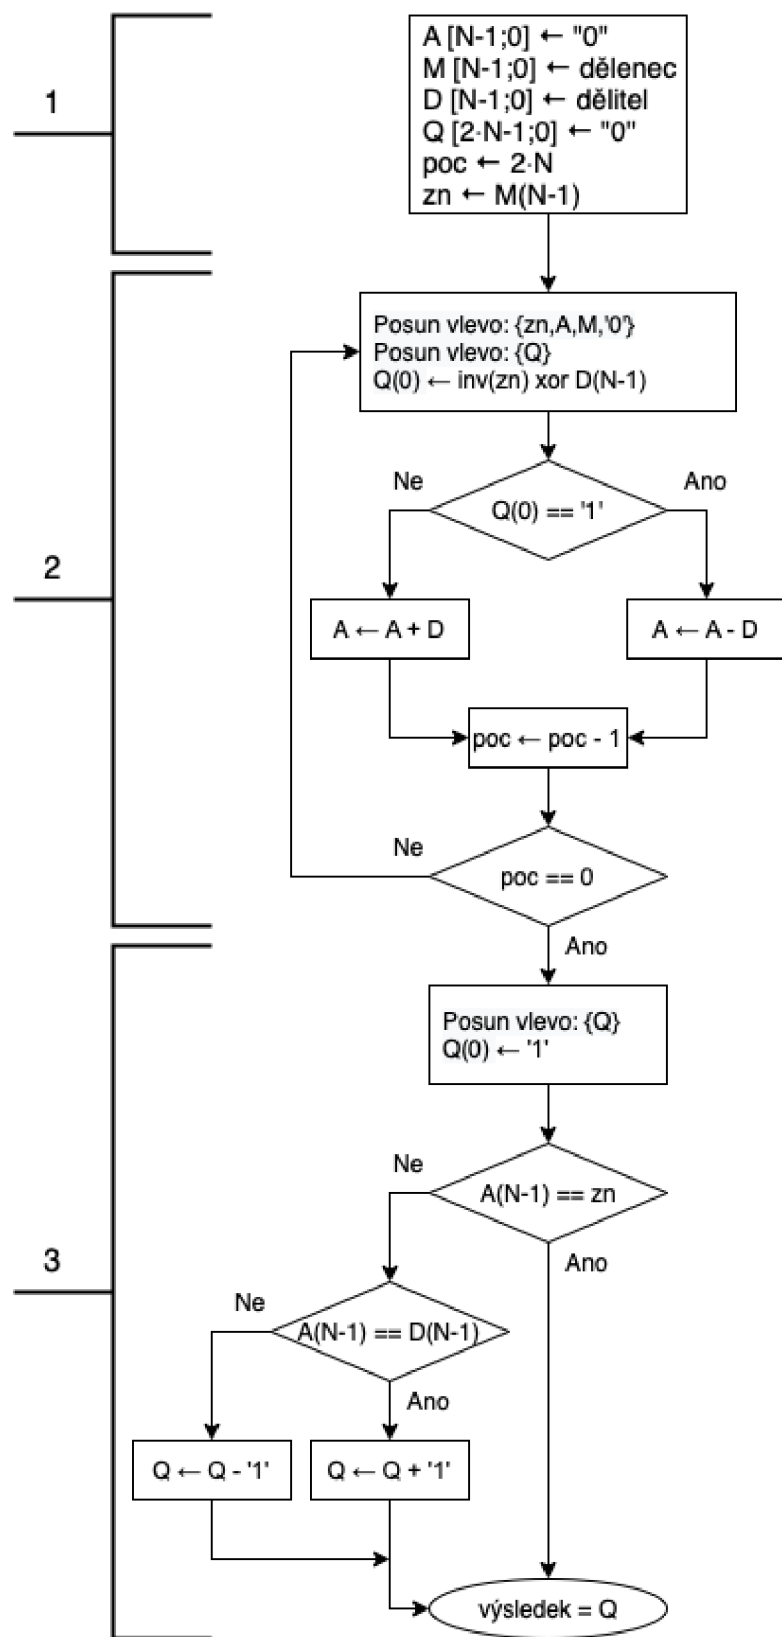 1
A [N-1;0] ← "0"
M [N-1;0] ← dělenec
D [N-1;0] ← dělitel
Q [2·N-1;0] ← "0"
poc ← 2·N
zn ← M(N-1)
2
Posun vlevo: {zn,A,M,'0'}
Posun vlevo: {Q}
Q(0) ← inv(zn) xor D(N-1)
Ne
Ano
Q(0) == '1'
A ← A + D
A ← A - D
poc ← poc - 1
Ne
poc == 0
Ano
3
Posun vlevo: {Q}
Q(0) ← '1'
Ne
A(N-1) == zn
Ano
Ne
A(N-1) == D(N-1)
Ano
Q ← Q - '1'
Q ← Q + '1'
výsledek = Q